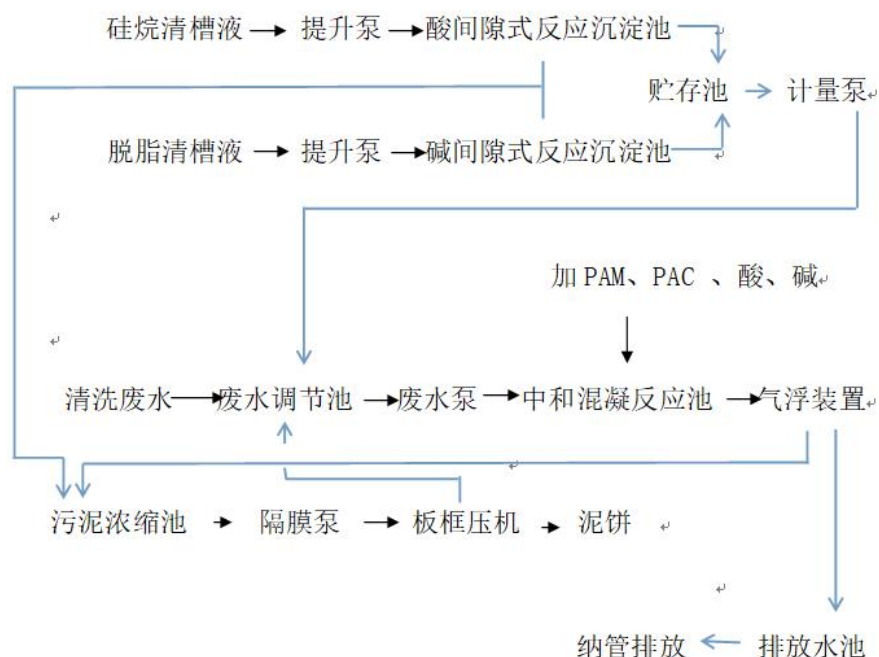 硅烷清槽液 提升泵 酸间隙式反应沉淀池
贮存池 计量泵
脱脂清槽液 提升泵 碱间隙式反应沉淀池
加 PAM、PAC 、酸、碱
清洗废水 废水调节池 废水泵 中和混凝反应池 气浮装置
污泥浓缩池 隔膜泵 板框压机 泥饼
纳管排放 排放水池